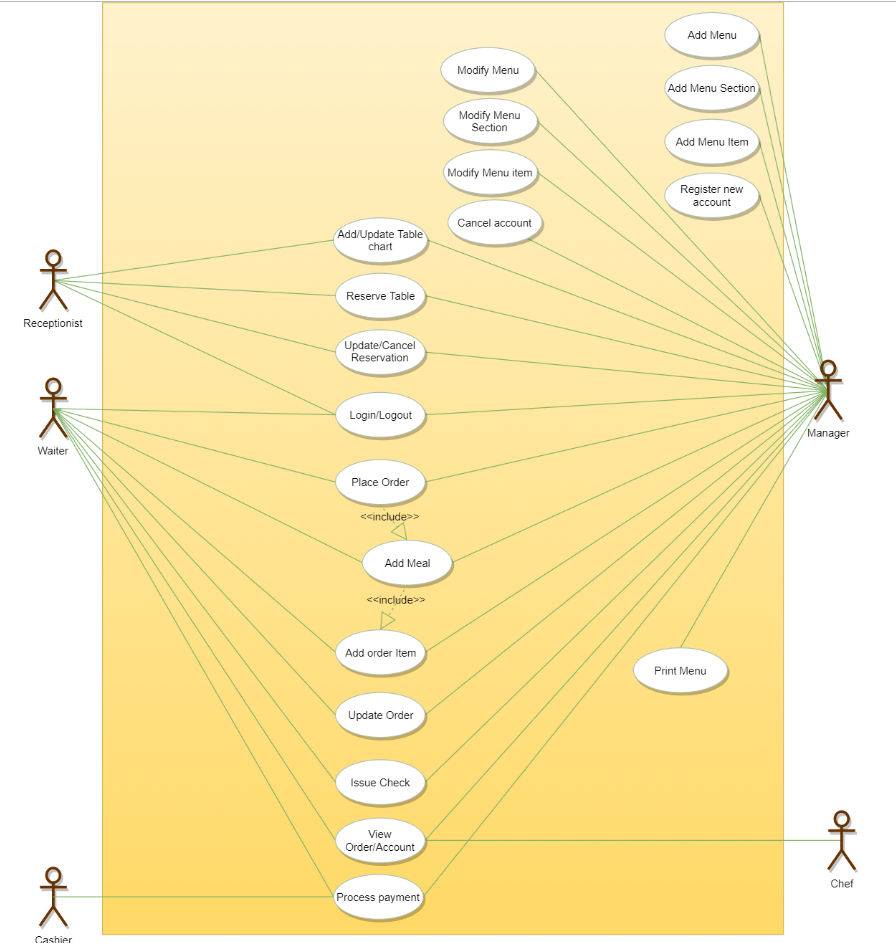 Add Menu
Modify Menu
Add Menu Section
Modify Menu
Section
Add Menu Item
Modify Menu item
Register new
account
Cancel account
Add/Update Table
chart
Reserve Table
Receptionist
Update/Cancel
Reservation
Login/Logout
Manager
Waiter
Place Order
<<include>>
Add Meal
<<include>>
Add order Item
Print Menu
Update Order
Issue Check
View
Order/Account
Chef
Process payment
Cashier